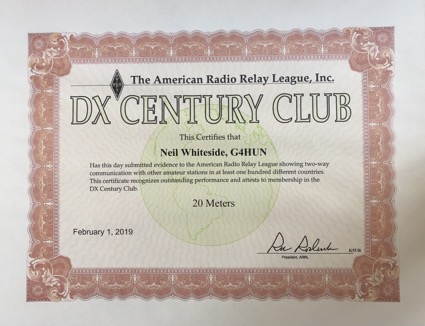 The American Radio Relay League, Inc.
DX CENTURY CLUB
This Certifies that
Neil Whiteside, G4HUN
Has this day submitted evidence to the American Radio Relay League showing two-way
communication with other amateur stations in at least one hundred different countries.
This certificate recognizes outstanding performance and attests to membership in the
DX Century Club.
20 Meters
February 1, 2019
President, ARRL